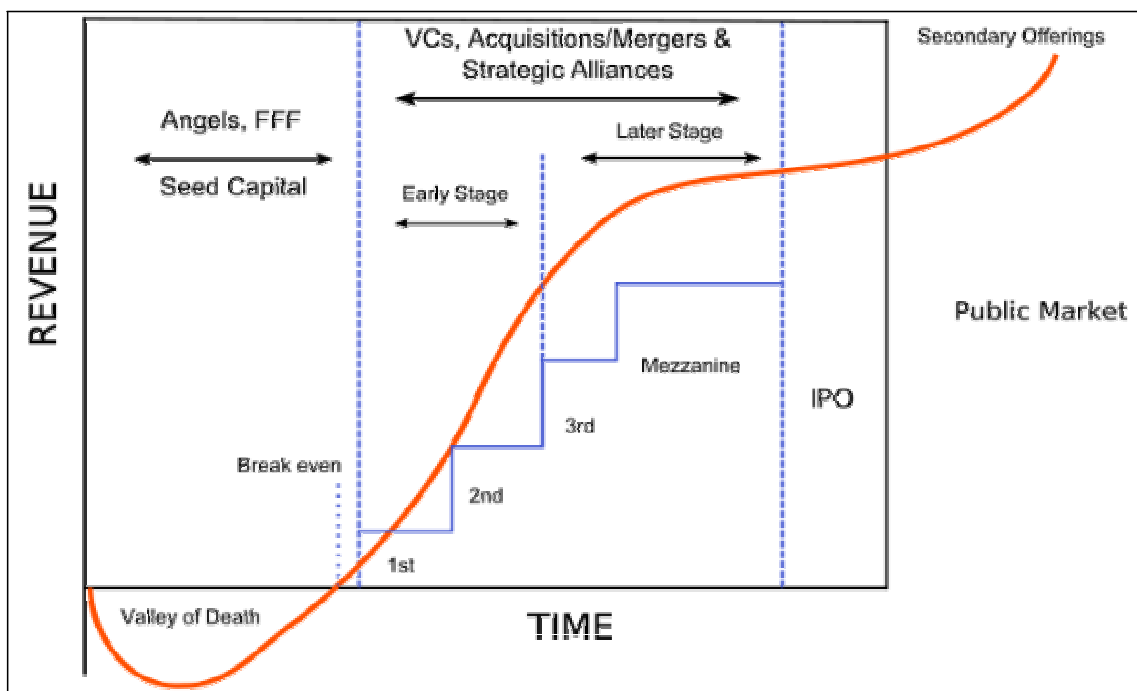 VCs, Acquisitions/Mergers &
Strategic Alliances
Secondary Offerings
Angels, FFF
Seed Capital
Later Stage
Early Stage
REVENUE
Public Market
Mezzanine
IPO
3rd
Break even
2nd
1st
Valley of Death
TIME